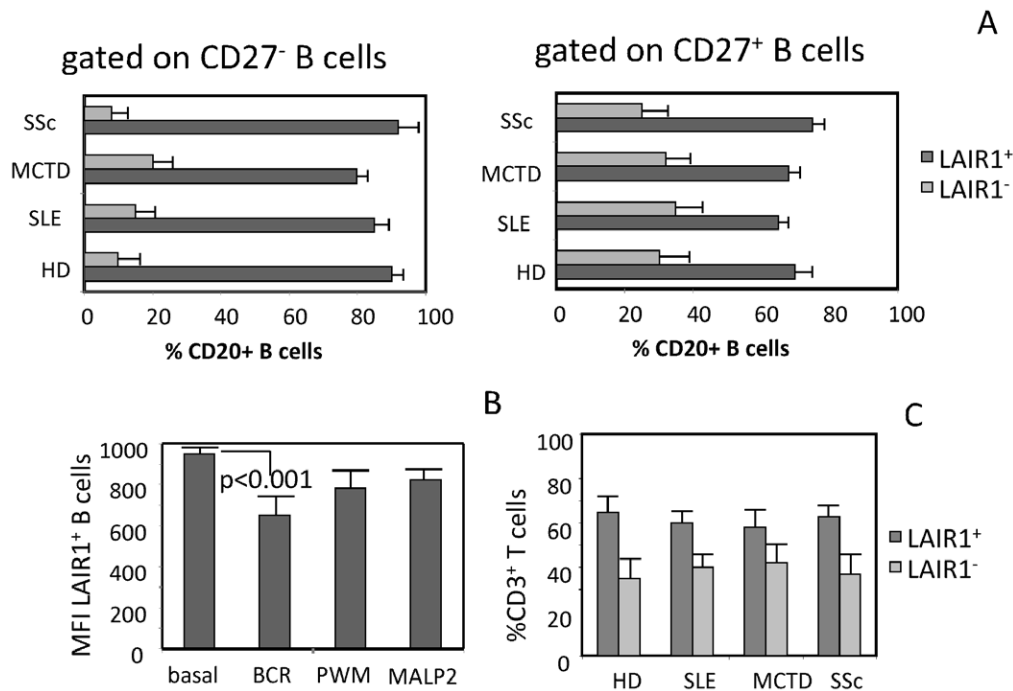 A
gated on CD27- B cells
SSc
MCTD
SLE
HD
0 20 40 60 80 100
% CD20+ B cells
gated on CD27+ B cells
SSc
MCTD
SLE
HD
0 20 40 60 80 100
% CD20+ B cells
LAIR1+
LAIR1-
B
MFI LAIR1+ B cells
1000
800
600
400
200
0
p<0.001
basal BCR PWM MALP2
C
%CD3+ T cells
100
80
60
40
20
0
HD SLE MCTD SSc
LAIR1+
LAIR1-